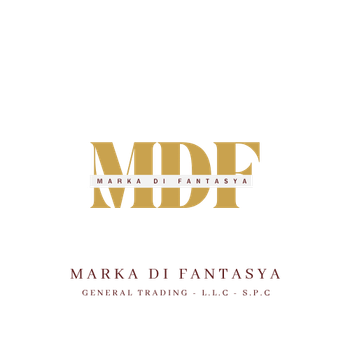 MDF
MARKA DI FANTASYA
MARKA DI FANTASYA
GENERAL TRADING - L.L.C - S.P.C